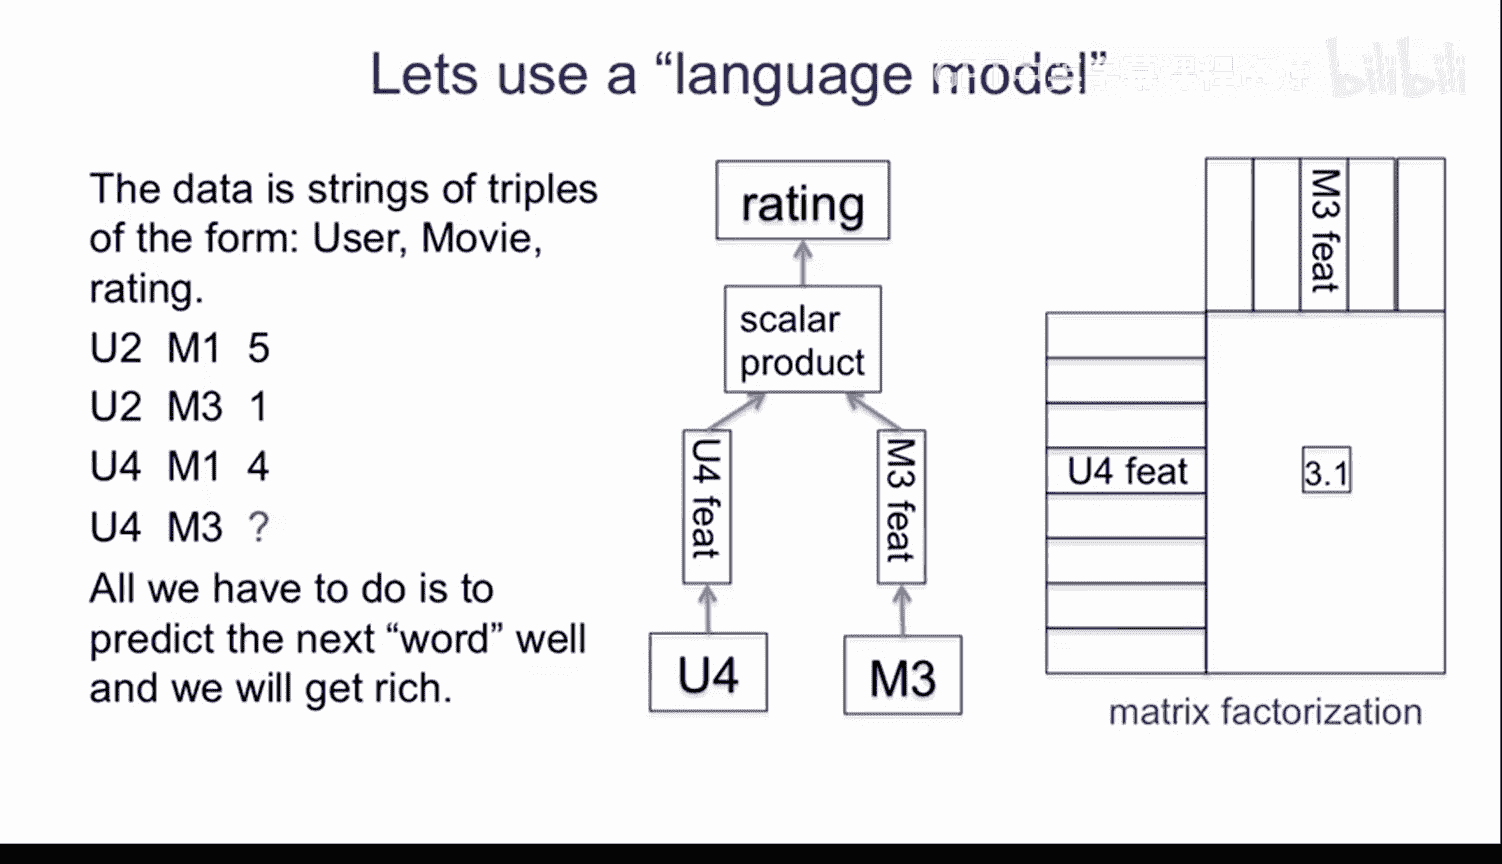 Lets use a “language model”
bilibili
The data is strings of triples
of the form: User, Movie,
rating.
U2 M1 5
U2 M3 1
U4 M1 4
U4 M3 ?
All we have to do is to
predict the next “word” well
and we will get rich.
rating
scalar
product
U4 feat
M3 feat
U4
M3
M3 feat
U4 feat
3.1
matrix factorization